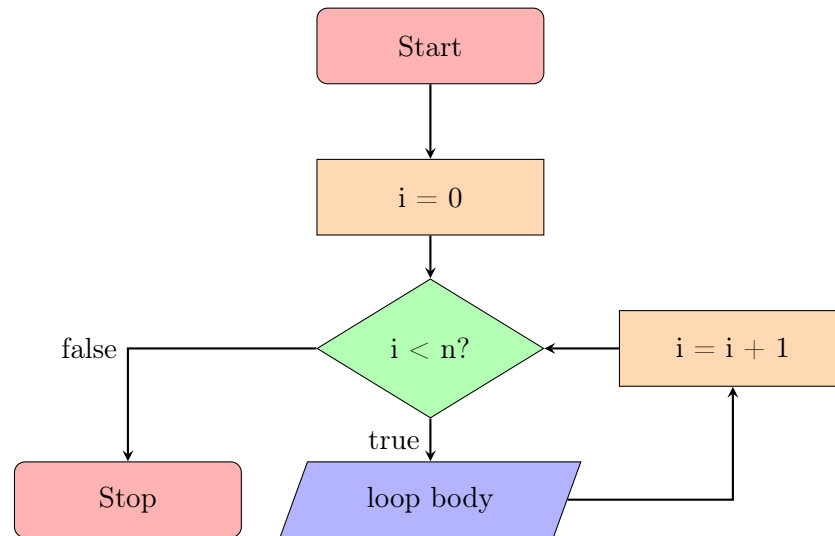 Start
i = 0
i < n?
false
i = i + 1
true
Stop
loop body